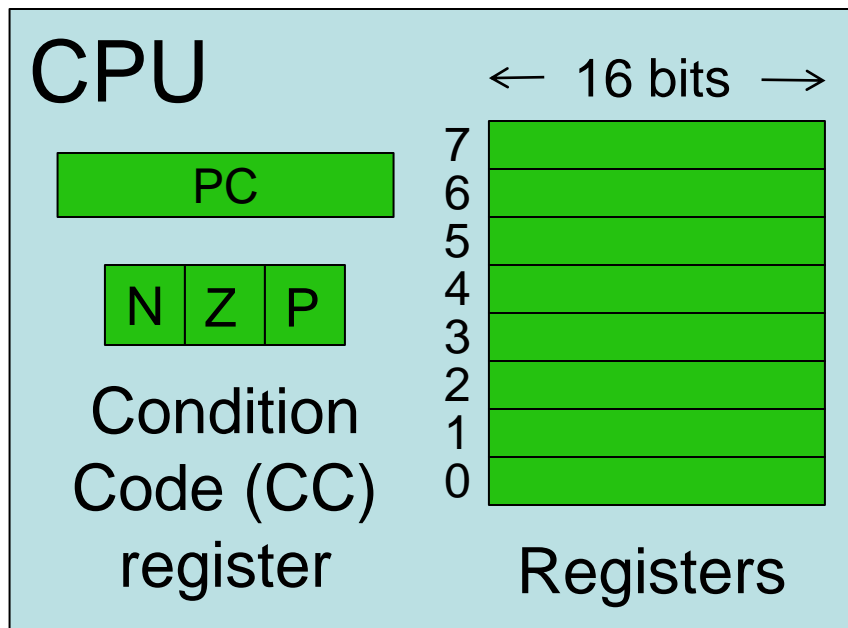 CPU
← 16 bits →
PC
N Z P
Condition
Code (CC)
register
7
6
5
4
3
2
1
0
Registers